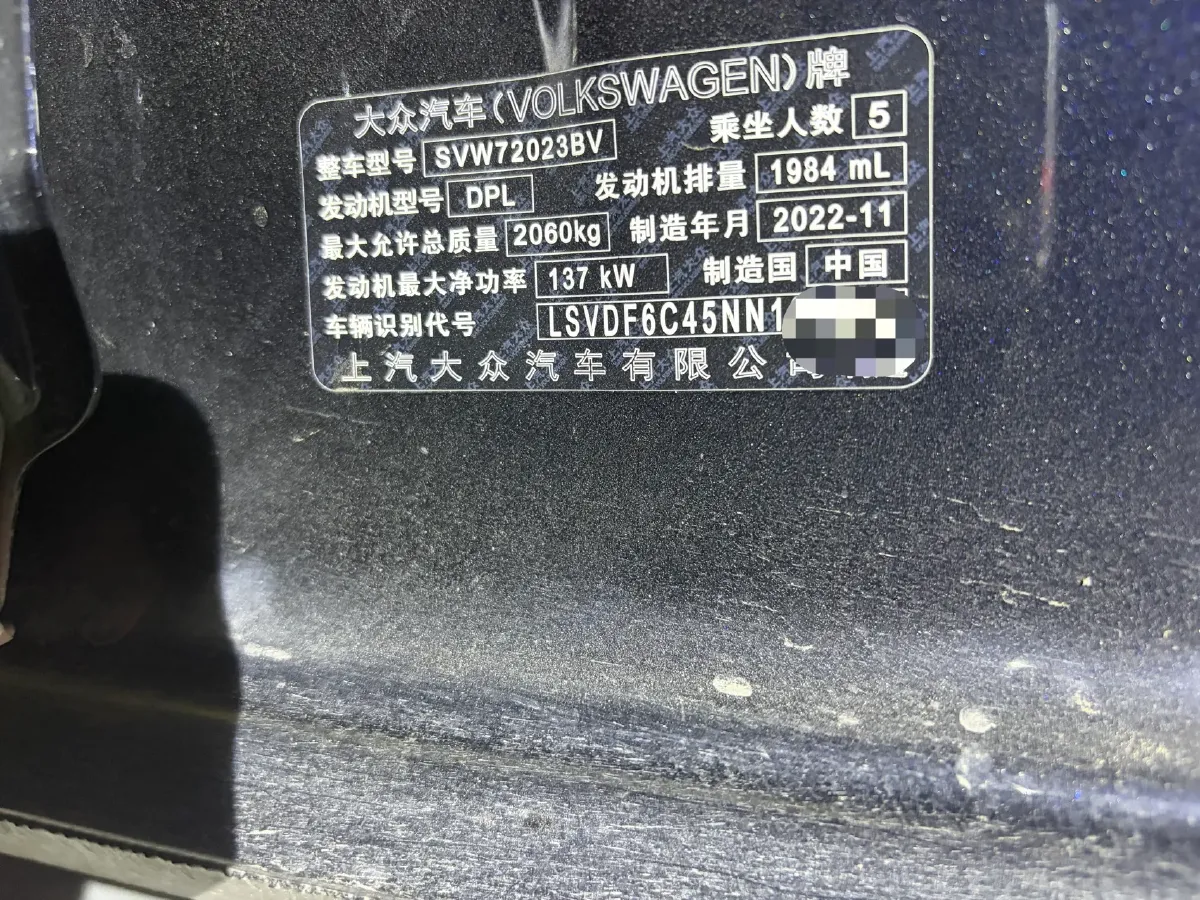 大众汽车(VOLKSWAGEN)牌
整车型号 SVW72023BV 乘坐人数 5
发动机型号 DPL 发动机排量 1984 mL
最大允许总质量 2060kg 制造年月 2022-11
发动机最大净功率 137 kW 制造国 中国
车辆识别代号 LSVDF6C45NN1
上汽大众汽车有限公